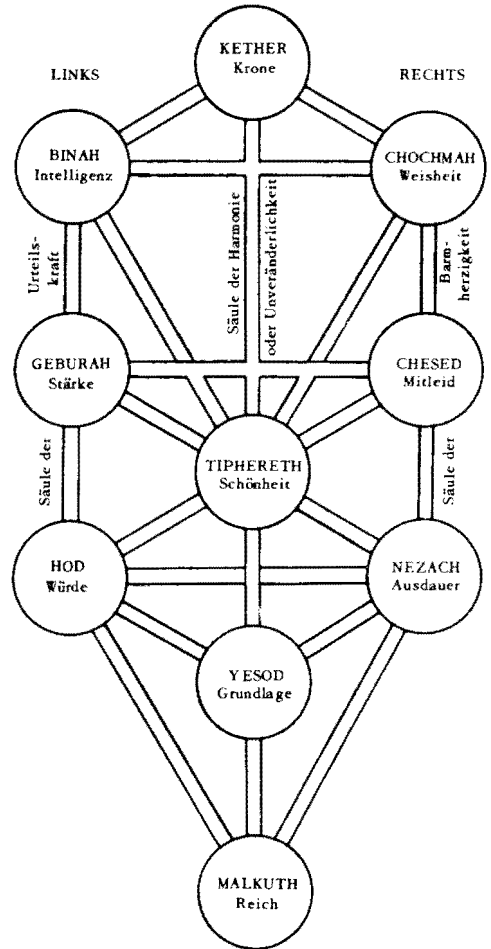 KETHER
Krone
LINKS
RECHTS
BINAH
Intelligenz
CHOCHMAH
Weisheit
Säule der Harmonie
oder Unveränderlichkeit
Urteils-
kraft
Barm-
herzigkeit
GEBURAH
Stärke
CHESED
Mitleid
TIPHERETH
Schönheit
Säule der
Säule der
HOD
Würde
NEZACH
Ausdauer
YESOD
Grundlage
MALKUTH
Reich